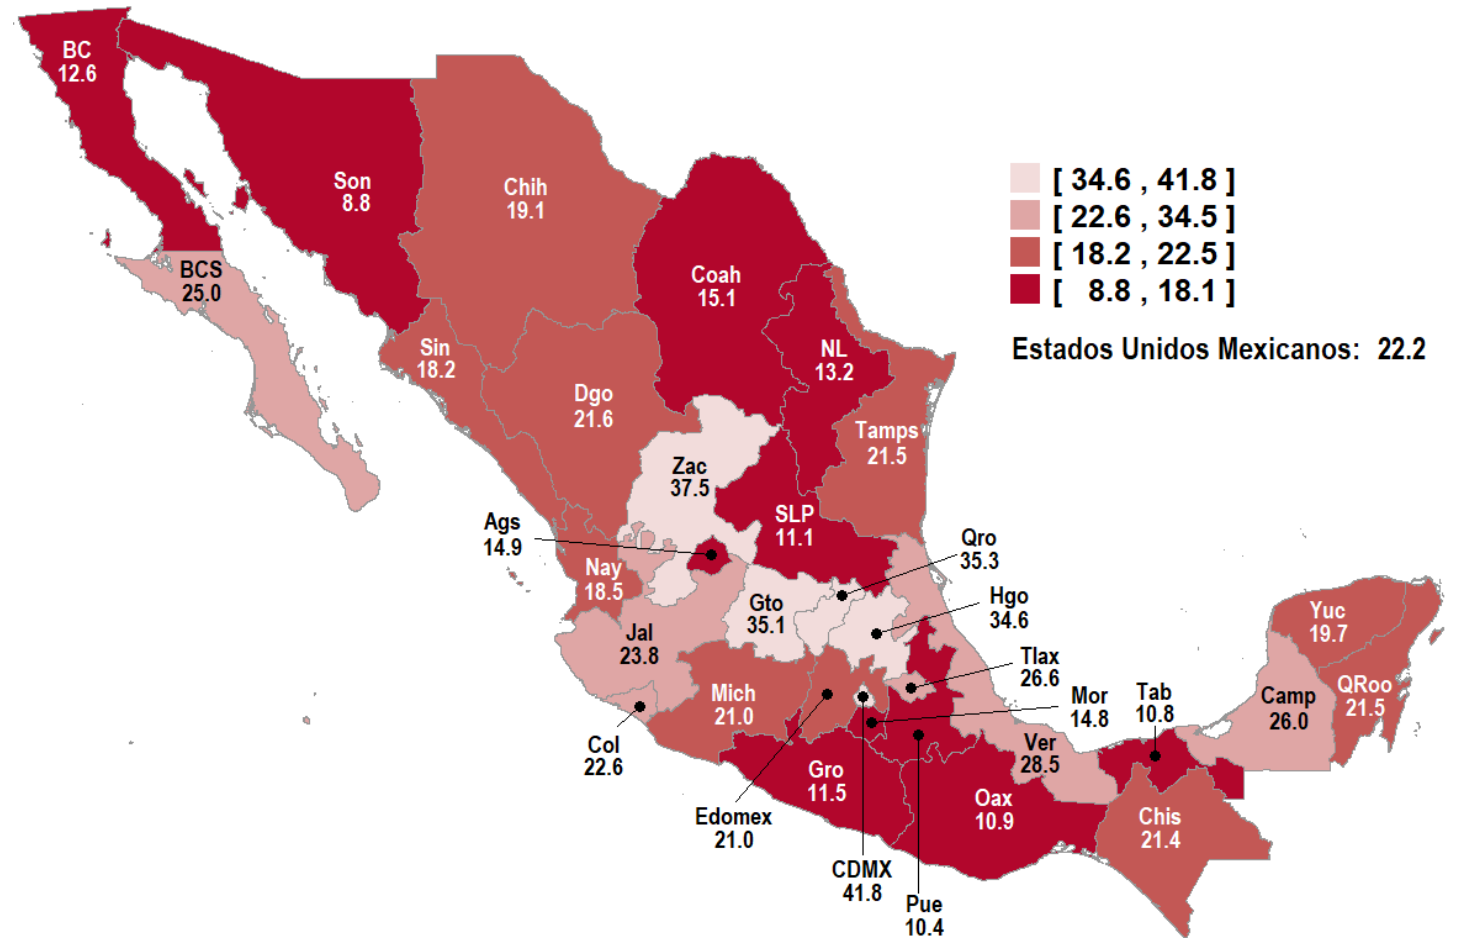 BC
12.6
Son
8.8
Chih
19.1
Coah
15.1
[ 34.6 , 41.8 ]
[ 22.6 , 34.5 ]
[ 18.2 , 22.5 ]
[ 8.8 , 18.1 ]
Estados Unidos Mexicanos: 22.2
BCS
25.0
Sin
18.2
Dgo
21.6
NL
13.2
Tamps
21.5
Zac
37.5
SLP
11.1
Ags
14.9
Qro
35.3
Nay
18.5
Gto
35.1
Hgo
34.6
Jal
23.8
Tlax
26.6
Mich
21.0
Mor
14.8
Tab
10.8
Yuc
19.7
Camp
26.0
QRoo
21.5
Col
22.6
Ver
28.5
Gro
11.5
Oax
10.9
Edomex
21.0
Chis
21.4
CDMX
41.8
Pue
10.4